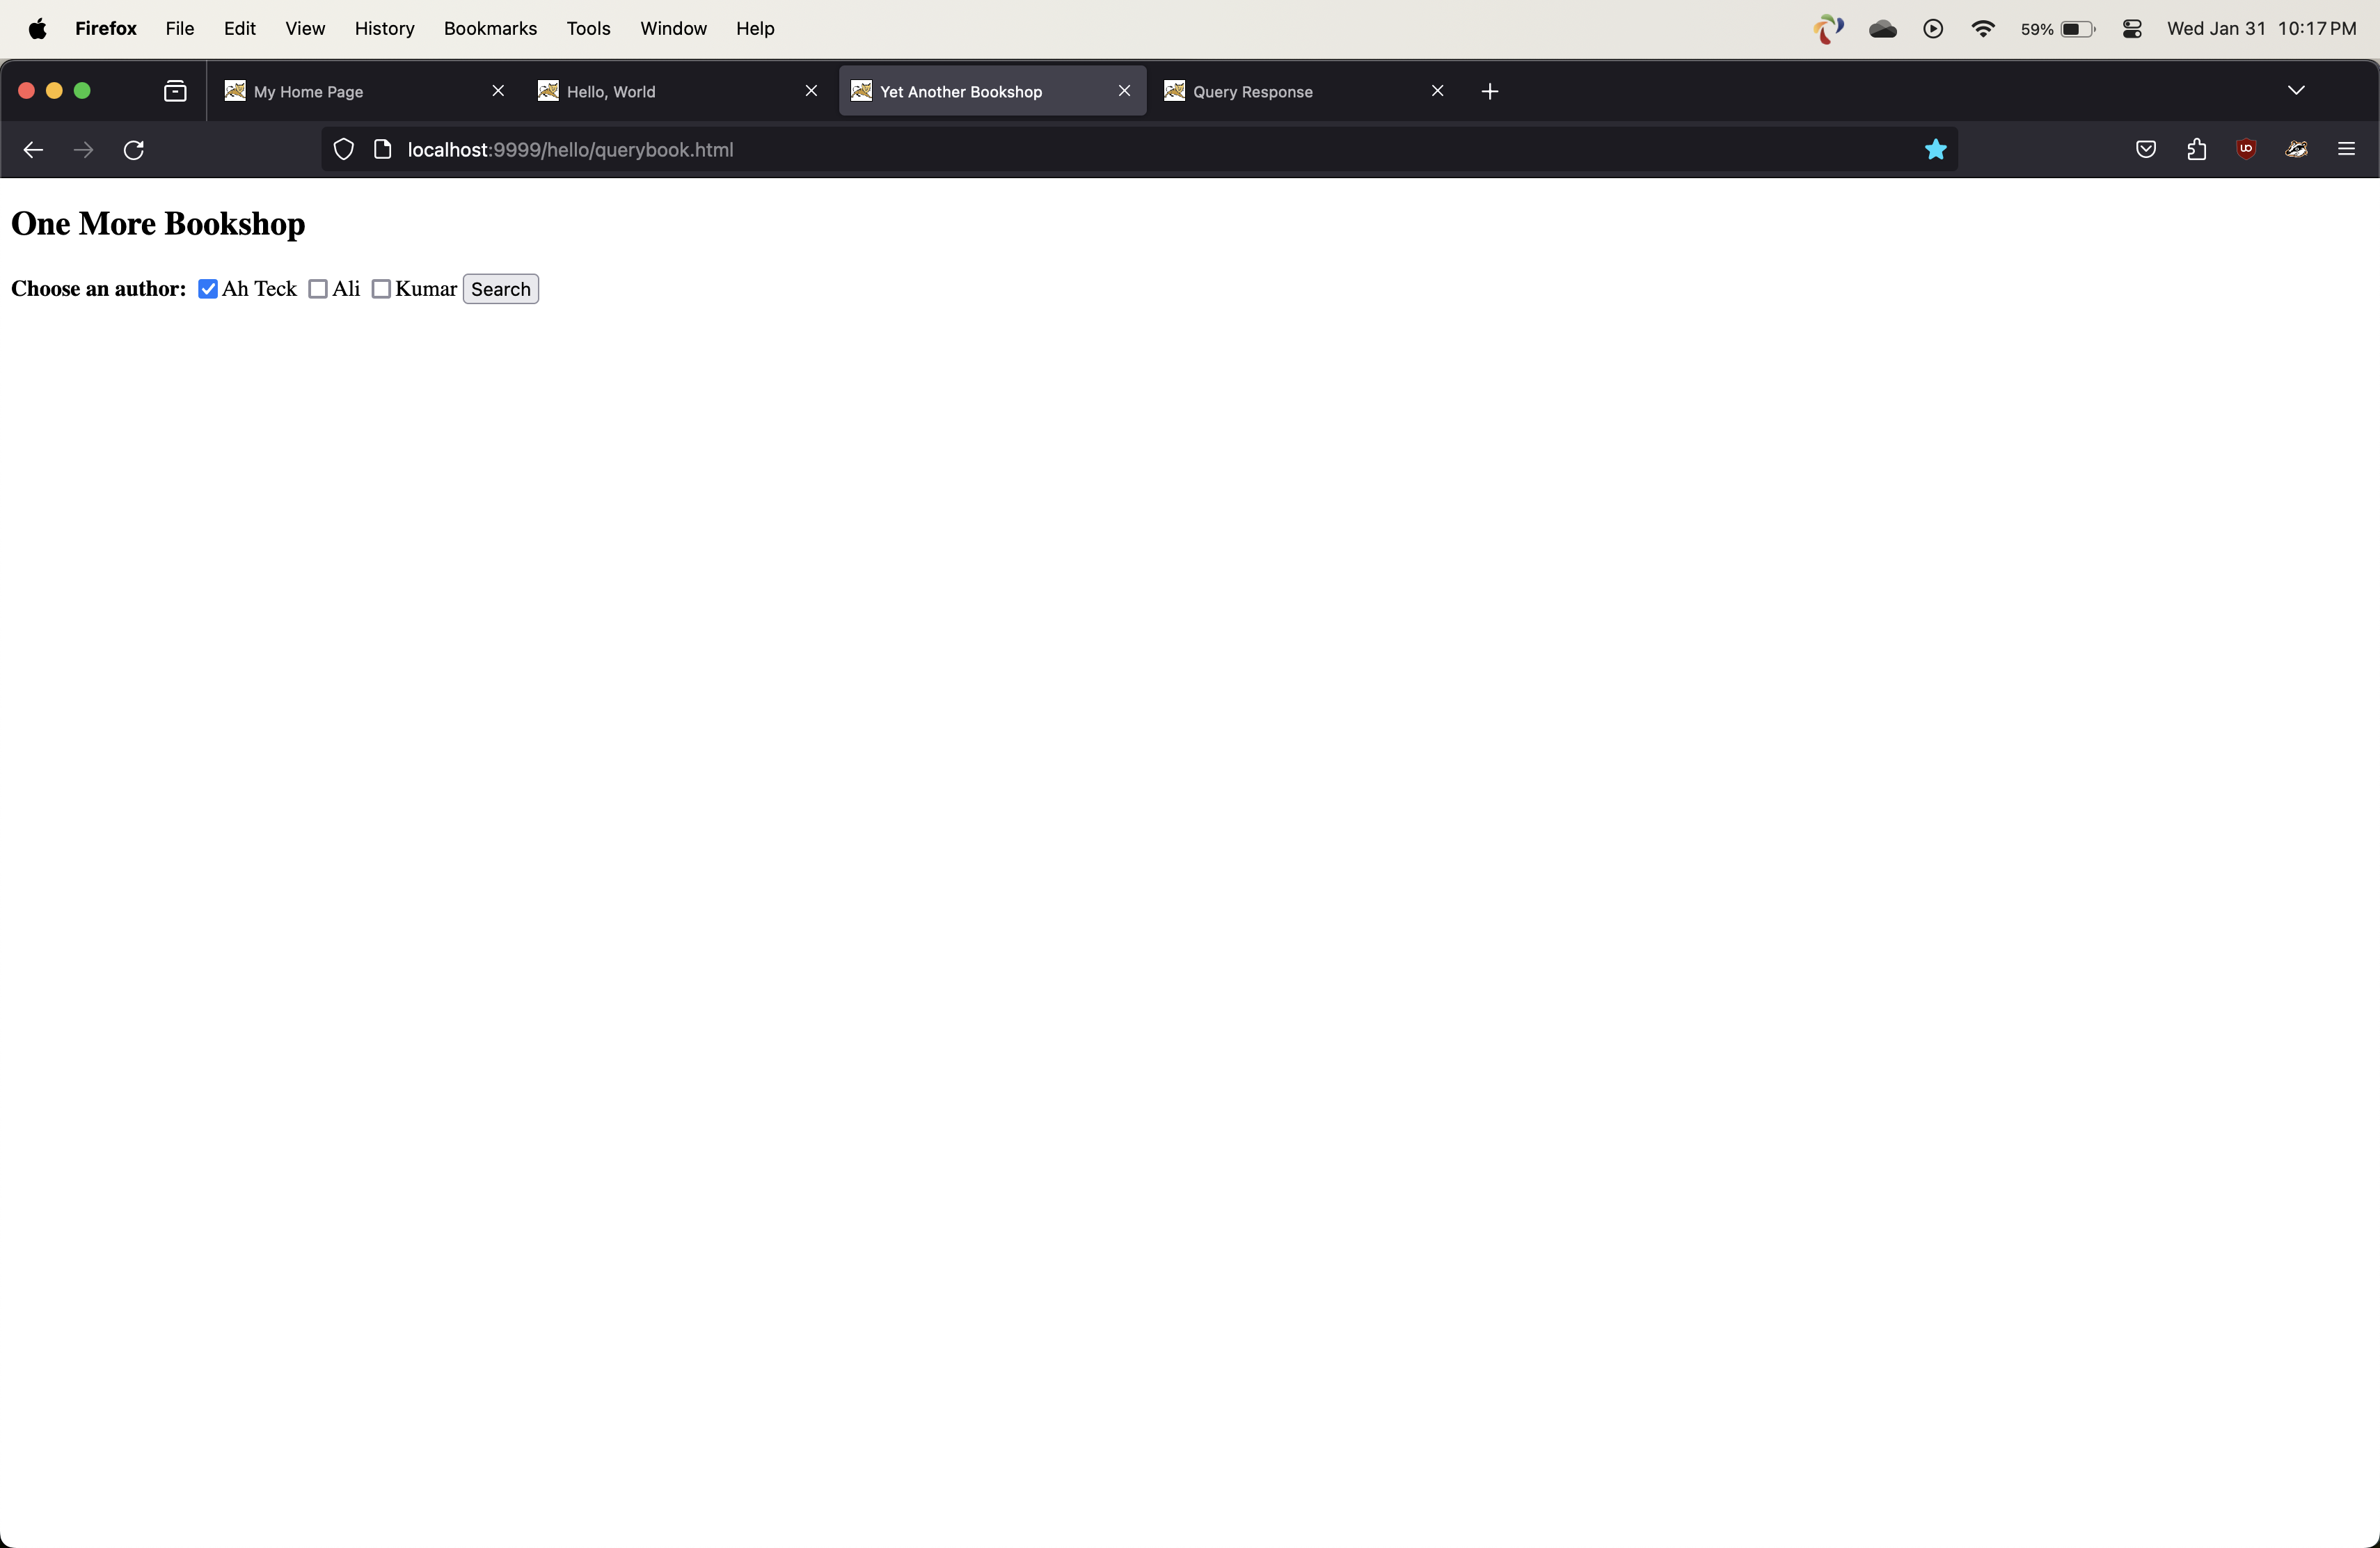 Firefox File Edit View History Bookmarks Tools Window Help 59% Wed Jan 31 10:17 PM
My Home Page Hello, World Yet Another Bookshop Query Response
localhost:9999/hello/querybook.html
One More Bookshop
Choose an author: Ah Teck Ali Kumar Search